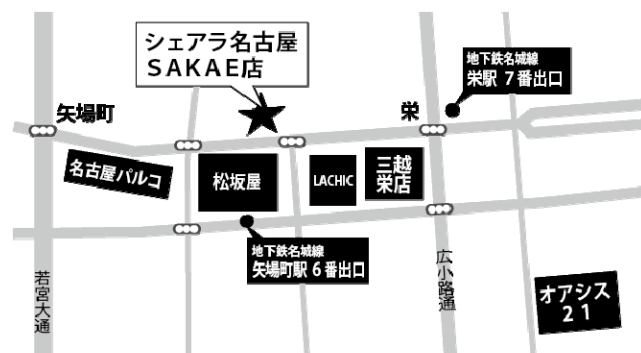 シェアラ名古屋
SAKAE店
地下鉄名城線
栄駅 7番出口
矢場町
栄
名古屋パルコ
松坂屋
LACHIC
三越
栄店
地下鉄名城線
矢場町駅 6番出口
若宮大通
広小路通
オアシス
21